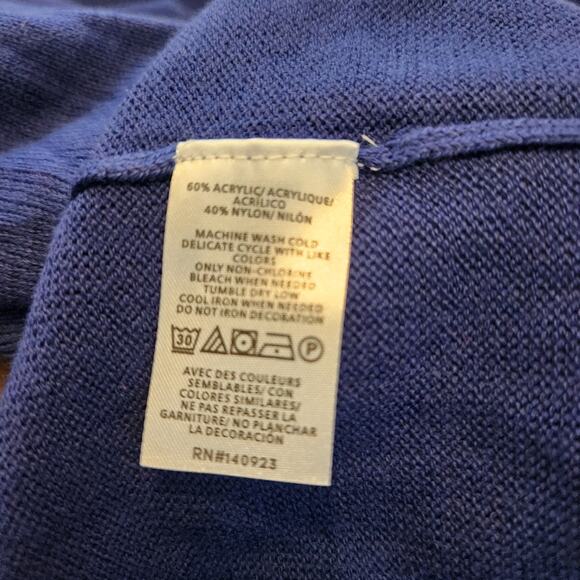 60% ACRYLIC/ ACRYLIQUE/
ACRÍLICO
40% NYLON/ NILÓN
MACHINE WASH COLD
DELICATE CYCLE WITH LIKE
COLORS
ONLY NON-CHLORINE
BLEACH WHEN NEEDED
TUMBLE DRY LOW
COOL IRON WHEN NEEDED
DO NOT IRON DECORATION
30 P
AVEC DES COULEURS
SEMBLABLES/ CON
COLORES SIMILARES/
NE PAS REPASSER LA
GARNITURE/ NO PLANCHAR
LA DECORACIÓN
RN#140923